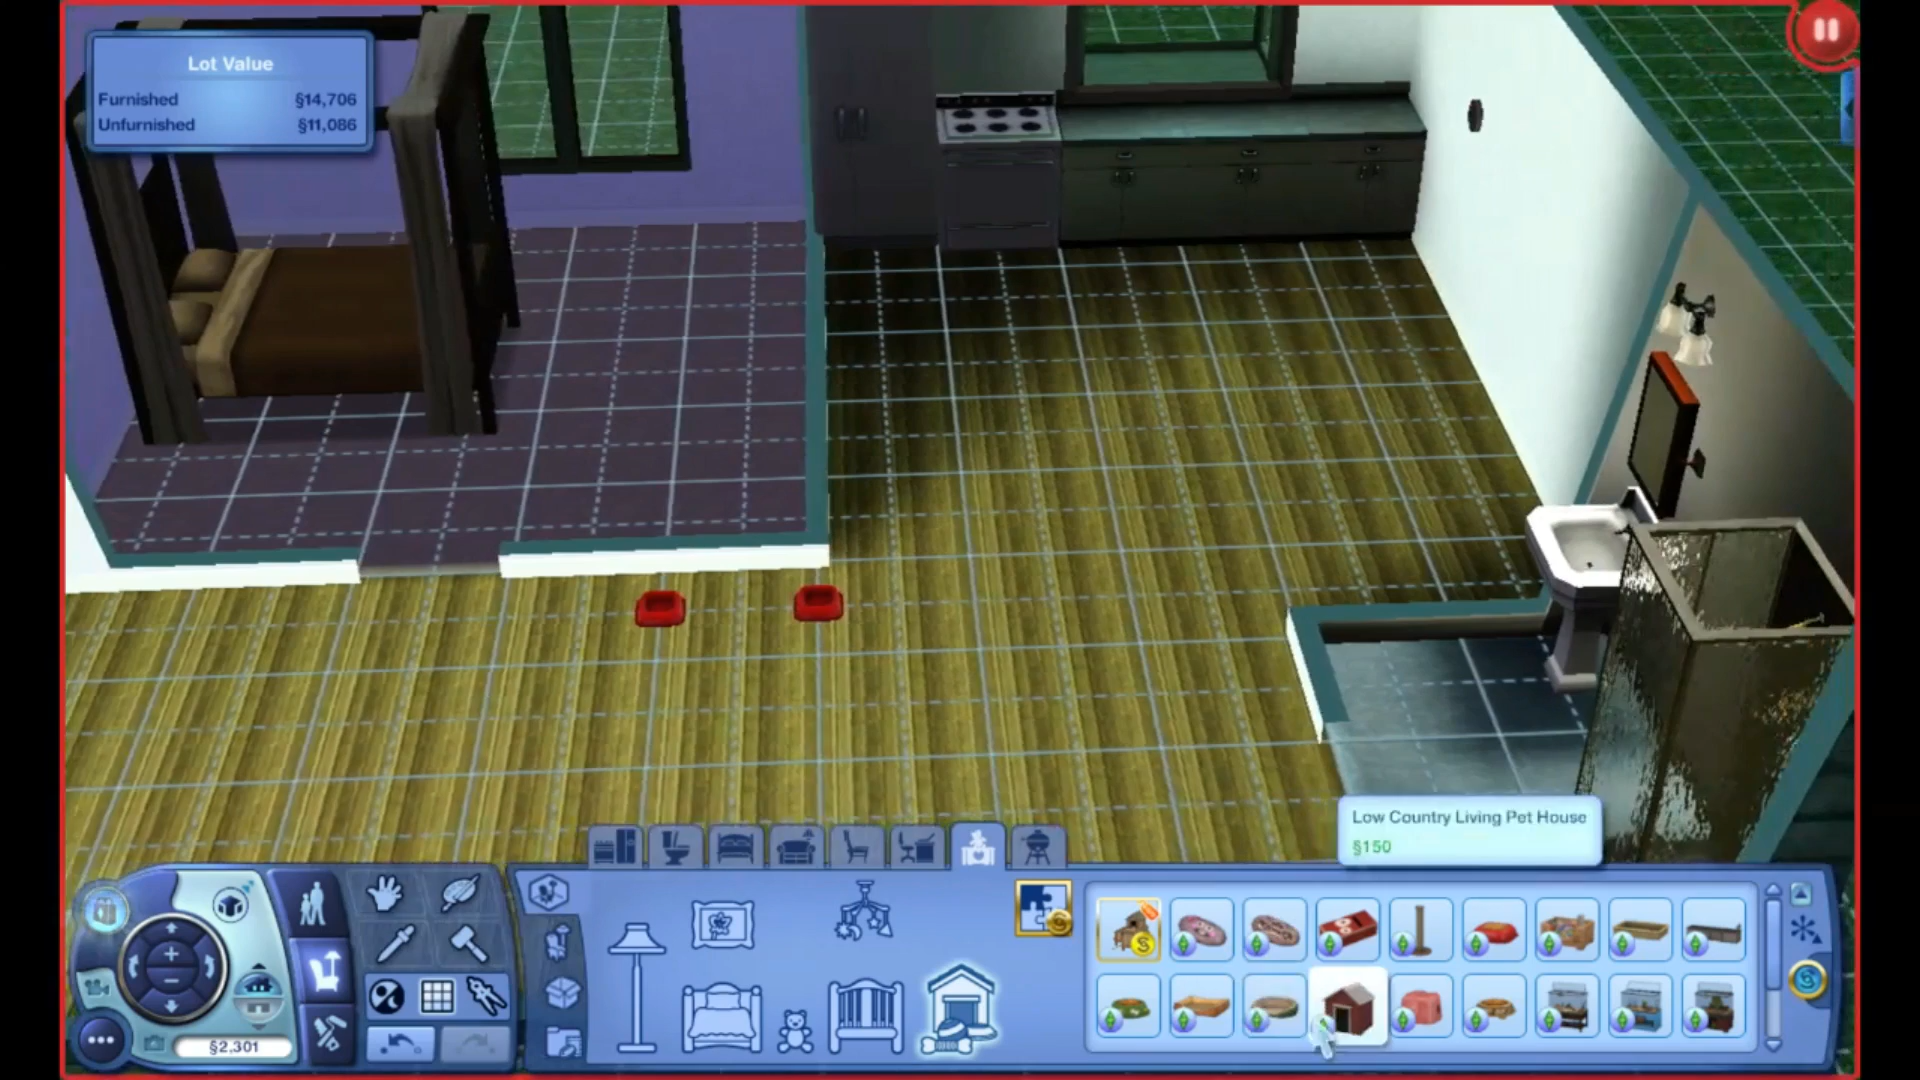 Lot Value
Furnished §14,706
Unfurnished §11,086
Low Country Living Pet House
§150
§2,301